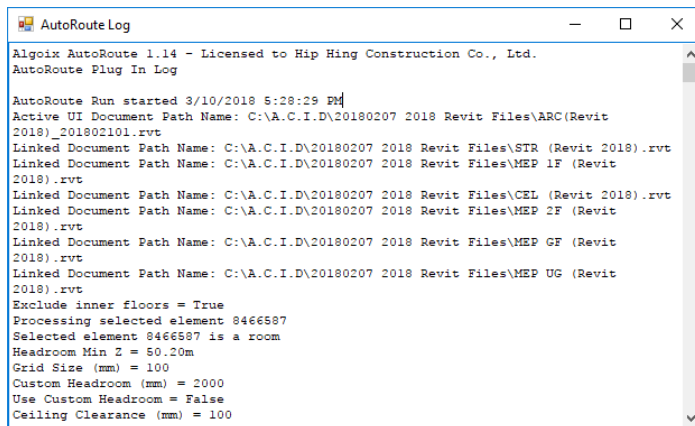 AutoRoute Log
Algoix AutoRoute 1.14 - Licensed to Hip Hing Construction Co., Ltd.
AutoRoute Plug In Log
AutoRoute Run started 3/10/2018 5:28:29 PM
Active UI Document Path Name: C:\A.C.I.D\20180207 2018 Revit Files\ARC(Revit
2018)_201802101.rvt
Linked Document Path Name: C:\A.C.I.D\20180207 2018 Revit Files\STR (Revit 2018).rvt
Linked Document Path Name: C:\A.C.I.D\20180207 2018 Revit Files\MEP 1F (Revit
2018).rvt
Linked Document Path Name: C:\A.C.I.D\20180207 2018 Revit Files\CEL (Revit 2018).rvt
Linked Document Path Name: C:\A.C.I.D\20180207 2018 Revit Files\MEP 2F (Revit
2018).rvt
Linked Document Path Name: C:\A.C.I.D\20180207 2018 Revit Files\MEP GF (Revit
2018).rvt
Linked Document Path Name: C:\A.C.I.D\20180207 2018 Revit Files\MEP UG (Revit
2018).rvt
Exclude inner floors = True
Processing selected element 8466587
Selected element 8466587 is a room
Headroom Min Z = 50.20m
Grid Size (mm) = 100
Custom Headroom (mm) = 2000
Use Custom Headroom = False
Ceiling Clearance (mm) = 100